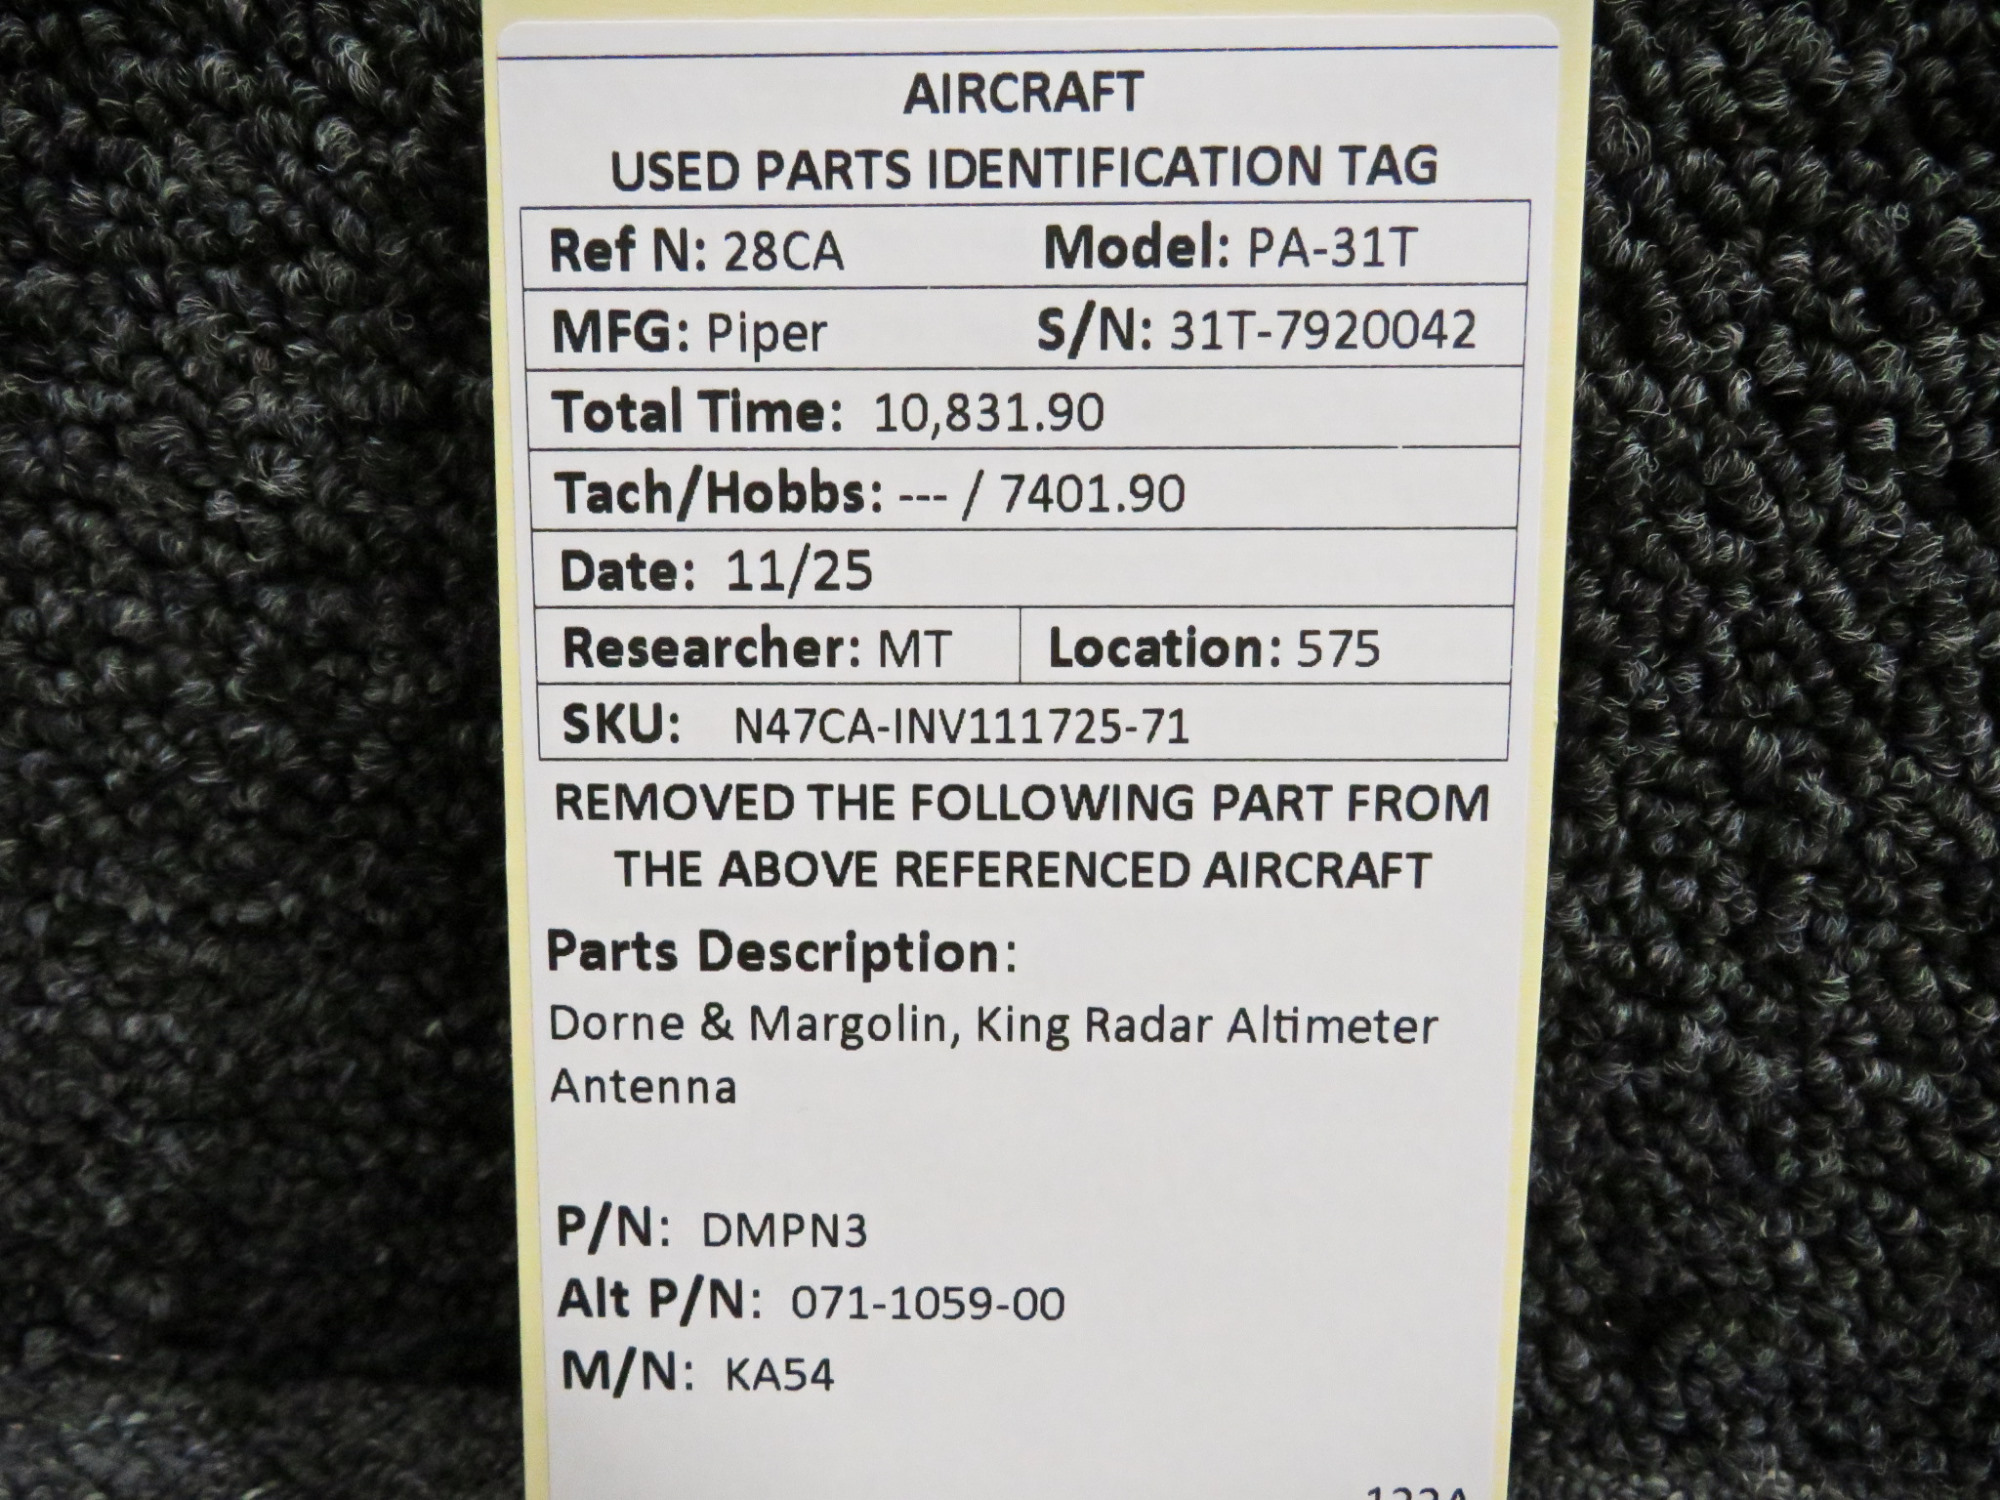 AIRCRAFT
USED PARTS IDENTIFICATION TAG
Ref N: 28CA Model: PA-31T
MFG: Piper S/N: 31T-7920042
Total Time: 10,831.90
Tach/Hobbs: --- / 7401.90
Date: 11/25
Researcher: MT Location: 575
SKU: N47CA-INV111725-71
REMOVED THE FOLLOWING PART FROM
THE ABOVE REFERENCED AIRCRAFT
Parts Description:
Dorne & Margolin, King Radar Altimeter
Antenna
P/N: DMPN3
Alt P/N: 071-1059-00
M/N: KA54